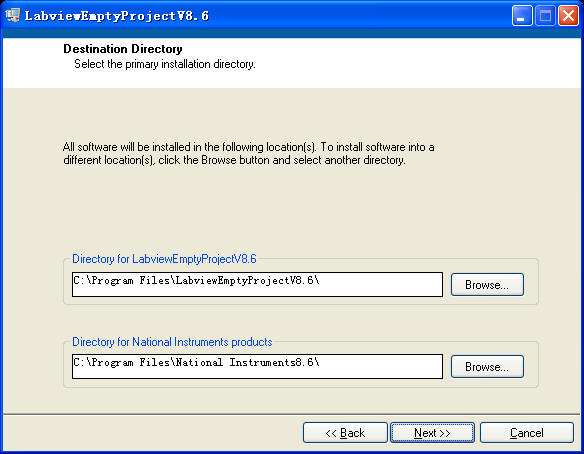 LabviewEmptyProjectV8.6
Destination Directory
Select the primary installation directory.
All software will be installed in the following location(s). To install software into a
different location(s), click the Browse button and select another directory.
Directory for LabviewEmptyProjectV8.6
C:\Program Files\LabviewEmptyProjectV8.6\
Browse...
Directory for National Instruments products
C:\Program Files\National Instruments8.6\
Browse...
<< Back
Next >>
Cancel